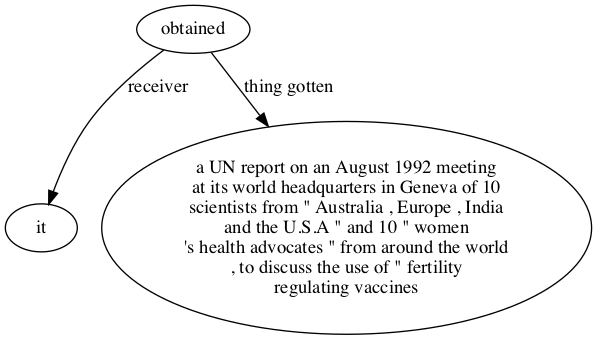 obtained
receiver
thing gotten
it
a UN report on an August 1992 meeting
at its world headquarters in Geneva of 10
scientists from " Australia , Europe , India
and the U.S.A " and 10 " women
's health advocates " from around the world
, to discuss the use of " fertility
regulating vaccines